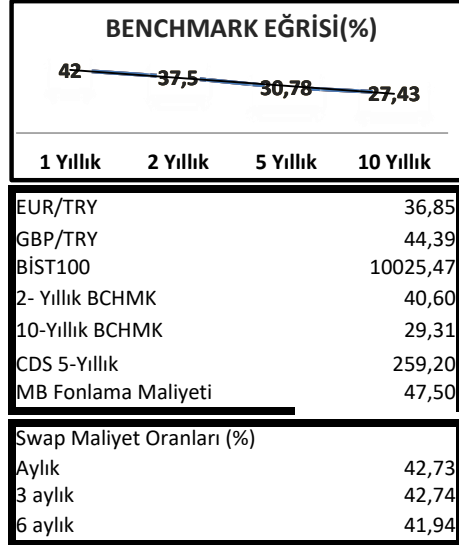 BENCHMARK EĞRİSİ(%)
42 37,5 30,78 27,43
1 Yıllık 2 Yıllık 5 Yıllık 10 Yıllık
EUR/TRY 36,85
GBP/TRY 44,39
BİST100 10025,47
2- Yıllık BCHMK 40,60
10-Yıllık BCHMK 29,31
CDS 5-Yıllık 259,20
MB Fonlama Maliyeti 47,50
Swap Maliyet Oranları (%)
Aylık 42,73
3 aylık 42,74
6 aylık 41,94